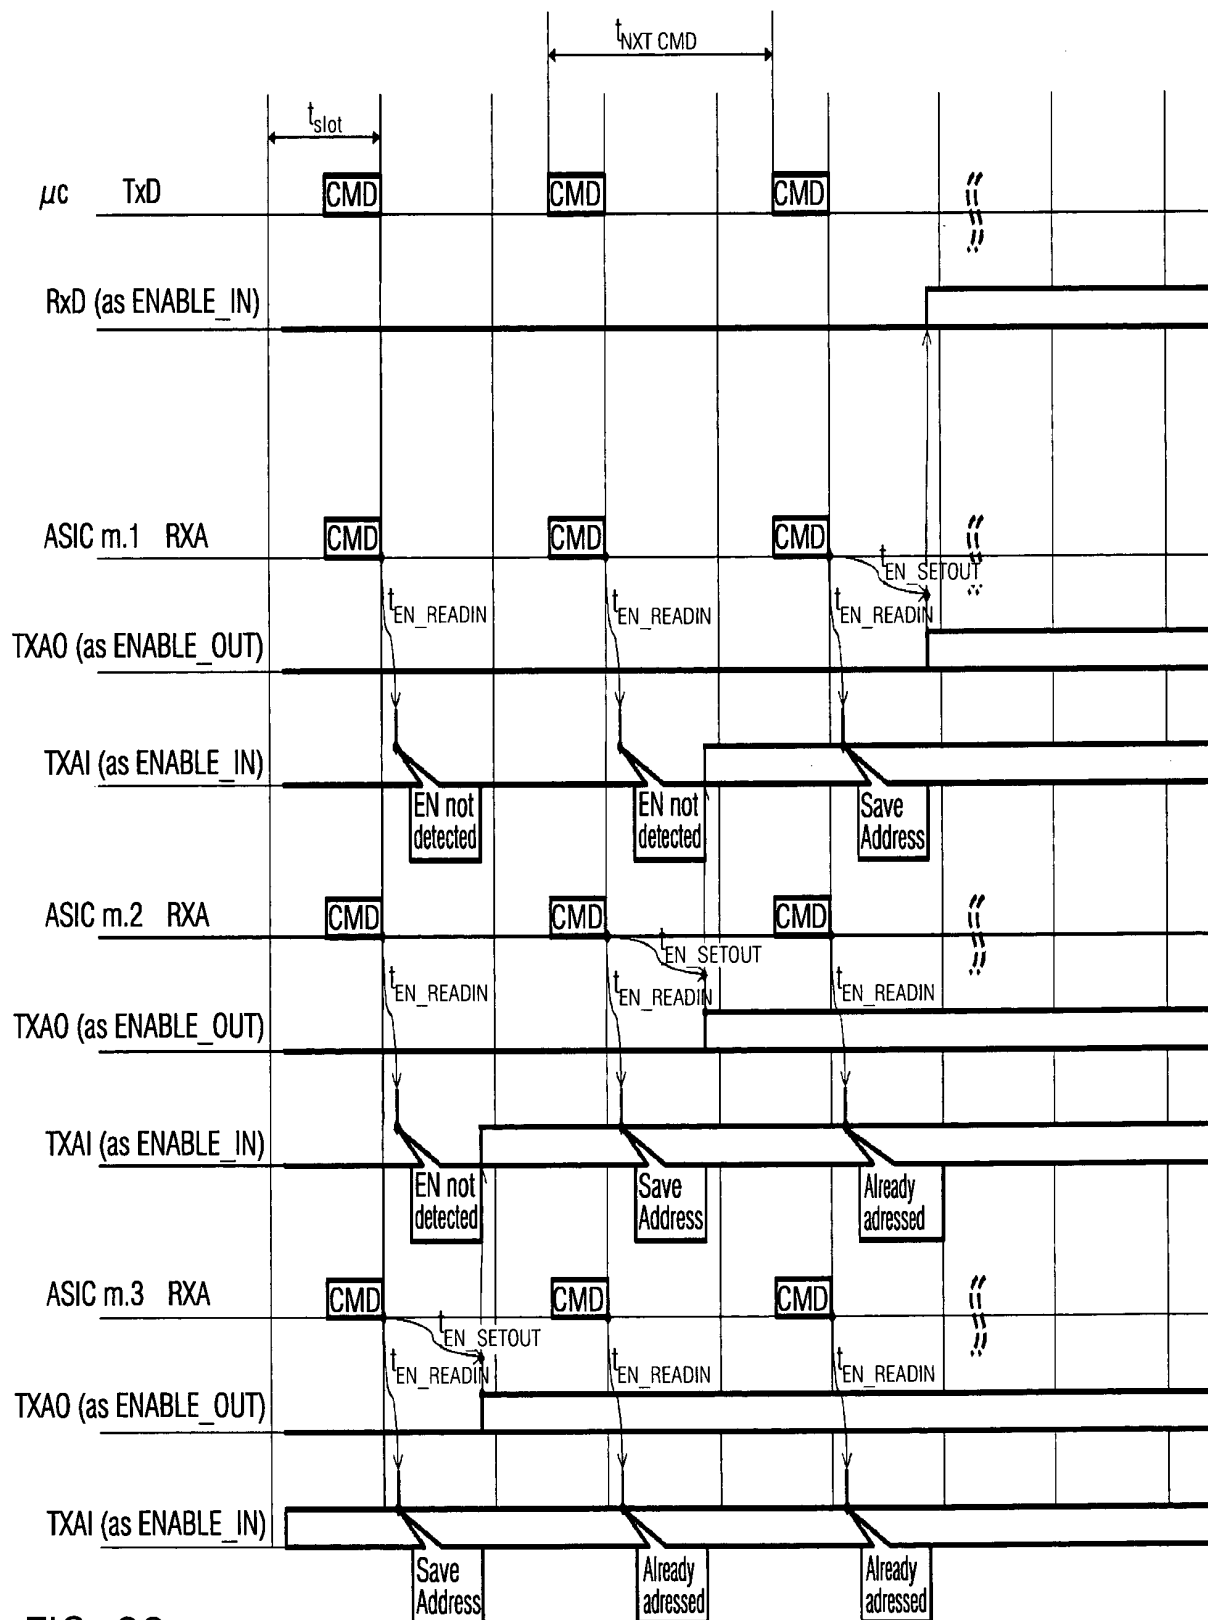 tNXT CMD
tslot
μc TxD CMD CMD CMD
RxD (as ENABLE_IN)
ASIC m.1 RXA CMD CMD CMD
tEN_SETOUT
tEN_READIN tEN_READIN tEN_READIN
TXAO (as ENABLE_OUT)
TXAI (as ENABLE_IN)
EN not detected
EN not detected
Save Address
ASIC m.2 RXA CMD CMD CMD
tEN_SETOUT
tEN_READIN tEN_READIN tEN_READIN
TXAO (as ENABLE_OUT)
TXAI (as ENABLE_IN)
EN not detected
Save Address
Already adressed
ASIC m.3 RXA CMD CMD CMD
tEN_SETOUT
tEN_READIN tEN_READIN tEN_READIN
TXAO (as ENABLE_OUT)
TXAI (as ENABLE_IN)
Save Address
Already adressed
Already adressed